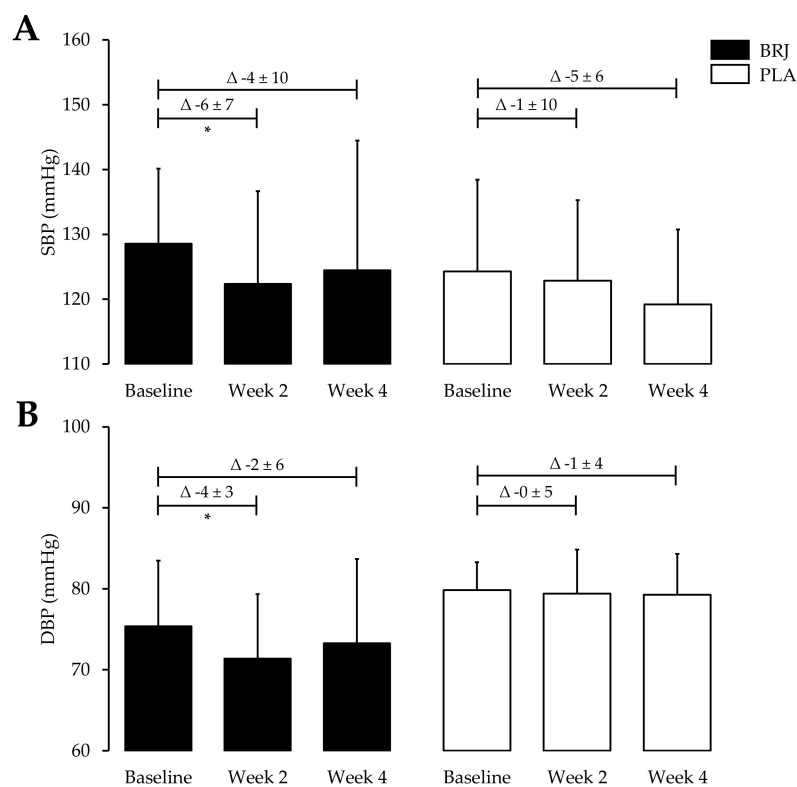 A
160
150
140
130
120
110
SBP (mmHg)
Δ -4 ± 10
Δ -6 ± 7
*
Δ -5 ± 6
Δ -1 ± 10
BRJ
PLA
Baseline Week 2 Week 4 Baseline Week 2 Week 4
B
100
90
80
70
60
DBP (mmHg)
Δ -2 ± 6
Δ -4 ± 3
*
Δ -1 ± 4
Δ -0 ± 5
Baseline Week 2 Week 4 Baseline Week 2 Week 4